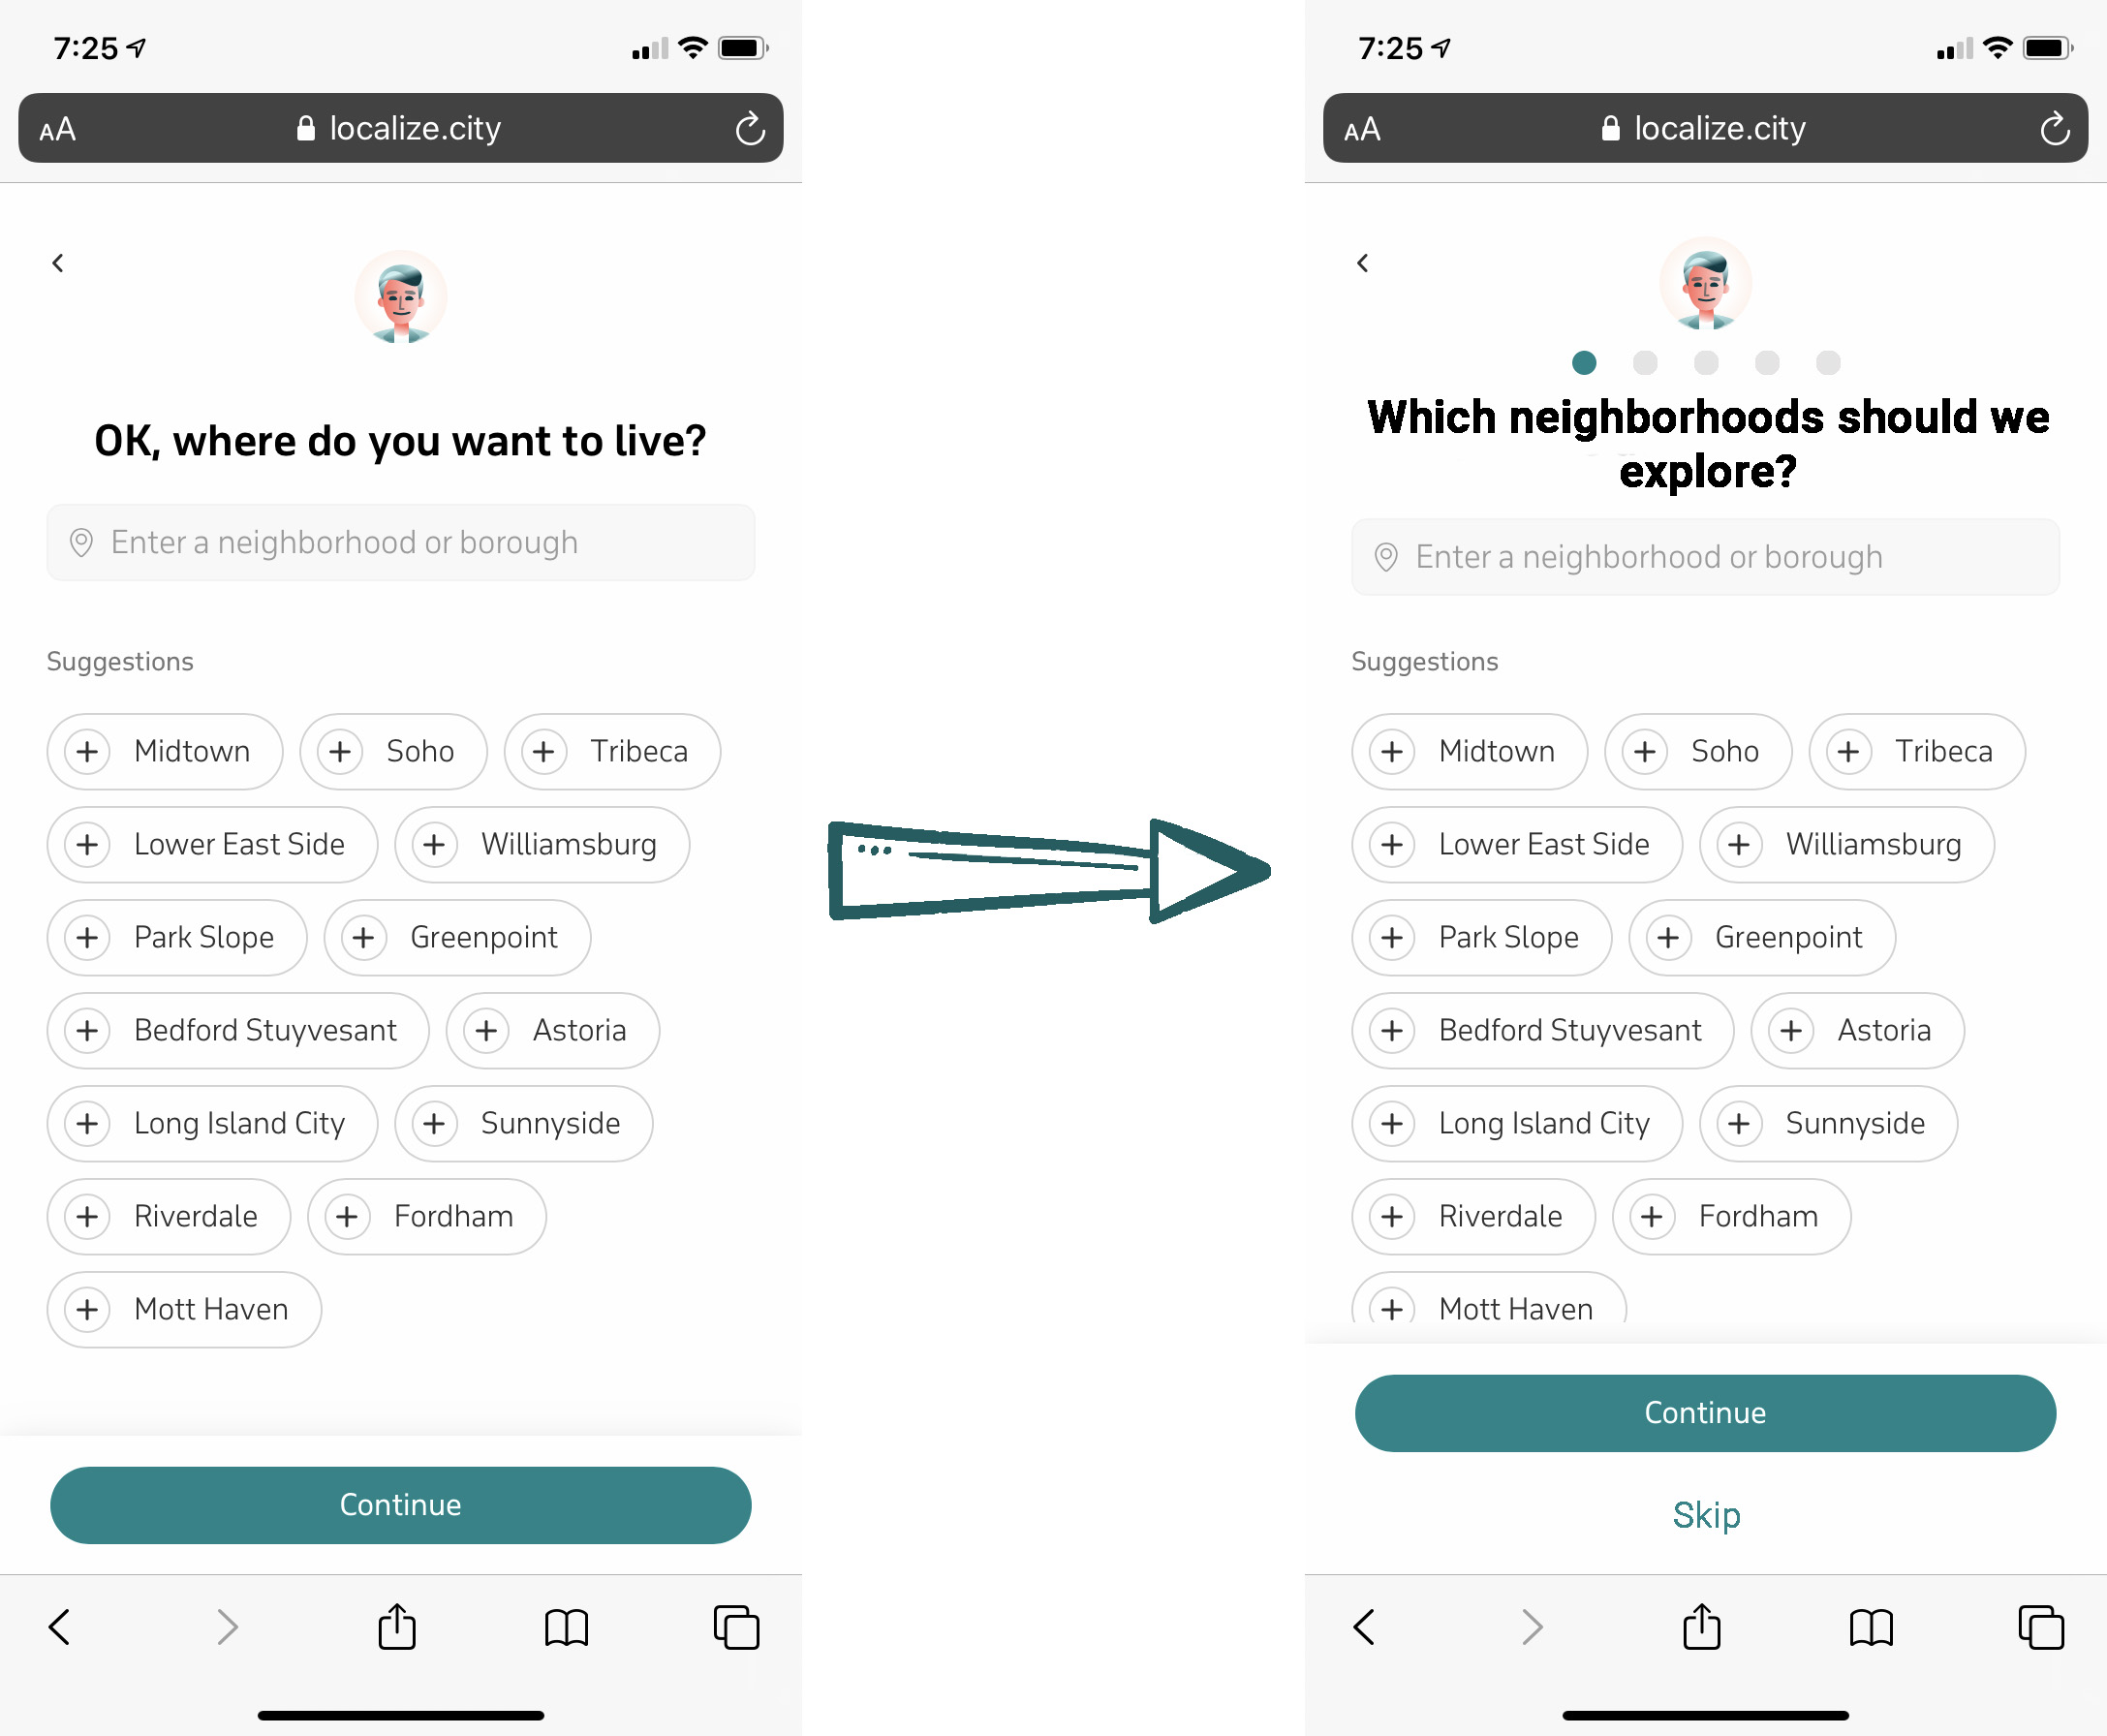 7:25
AA localize.city
OK, where do you want to live?
Enter a neighborhood or borough
Suggestions
Midtown Soho Tribeca
Lower East Side Williamsburg
Park Slope Greenpoint
Bedford Stuyvesant Astoria
Long Island City Sunnyside
Riverdale Fordham
Mott Haven
Continue
7:25
AA localize.city
Which neighborhoods should we
explore?
Enter a neighborhood or borough
Suggestions
Midtown Soho Tribeca
Lower East Side Williamsburg
Park Slope Greenpoint
Bedford Stuyvesant Astoria
Long Island City Sunnyside
Riverdale Fordham
Mott Haven
Continue
Skip